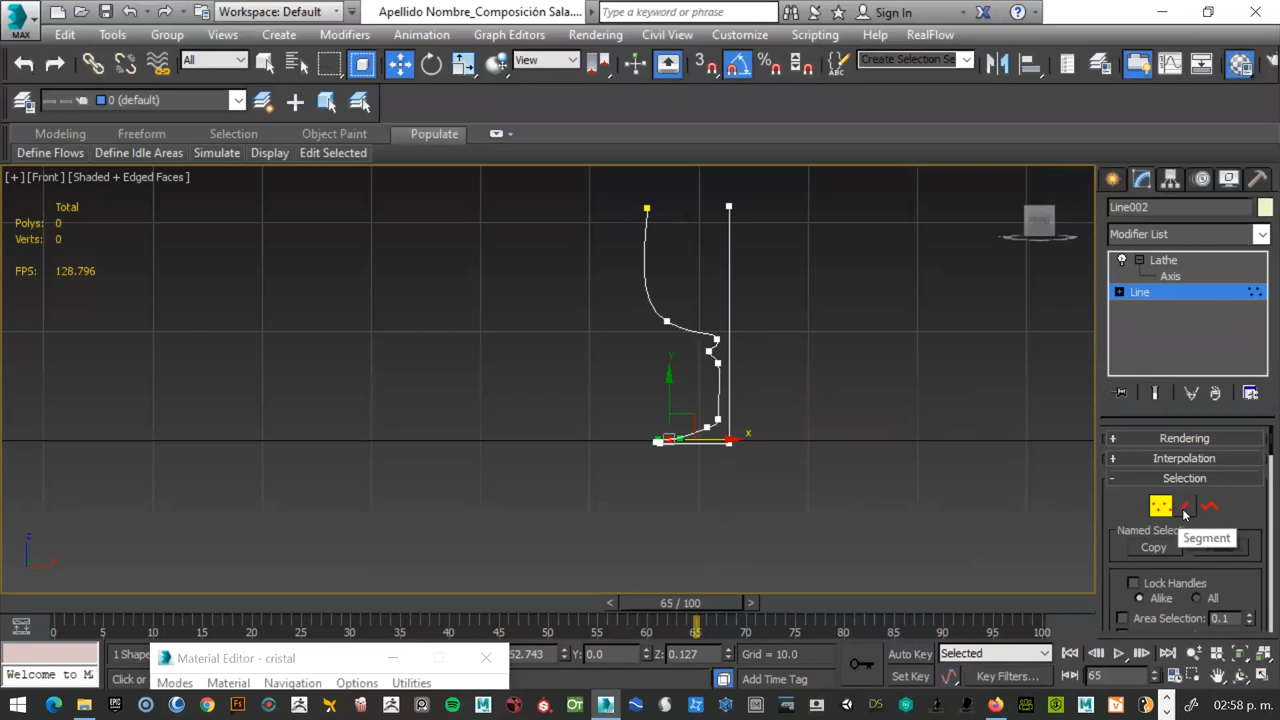 MAX
Workspace: Default
Apellido Nombre_Composición Sala....
Type a keyword or phrase
Sign In
Edit Tools Group Views Create Modifiers Animation Graph Editors Rendering Civil View Customize Scripting Help RealFlow
All
View
3
%
ABC
Create Selection Se
0 (default)
Modeling Freeform Selection Object Paint Populate
Define Flows Define Idle Areas Simulate Display Edit Selected
[+] [Front] [Shaded + Edged Faces ]
Total
Polys: 0
Verts: 0
FPS: 128.796
FRONT
y
x
z
x
Line002
Modifier List
Lathe
Axis
Line
+ Rendering
+ Interpolation
- Selection
Segment
Named Selec
Copy
Lock Handles
Alike All
Area Selection: 0.1
< 65 / 100 >
0 5 10 15 20 25 30 35 40 45 50 55 60 65 70 75 80 85 90 95 100
1 Shape
52.743 Y: 0.0 Z: 0.127 Grid = 10.0
Auto Key Selected
Welcome to M
Click or
Add Time Tag
Set Key Key Filters... 65
Material Editor - cristal
Modes Material Navigation Options Utilities
02:58 p. m.